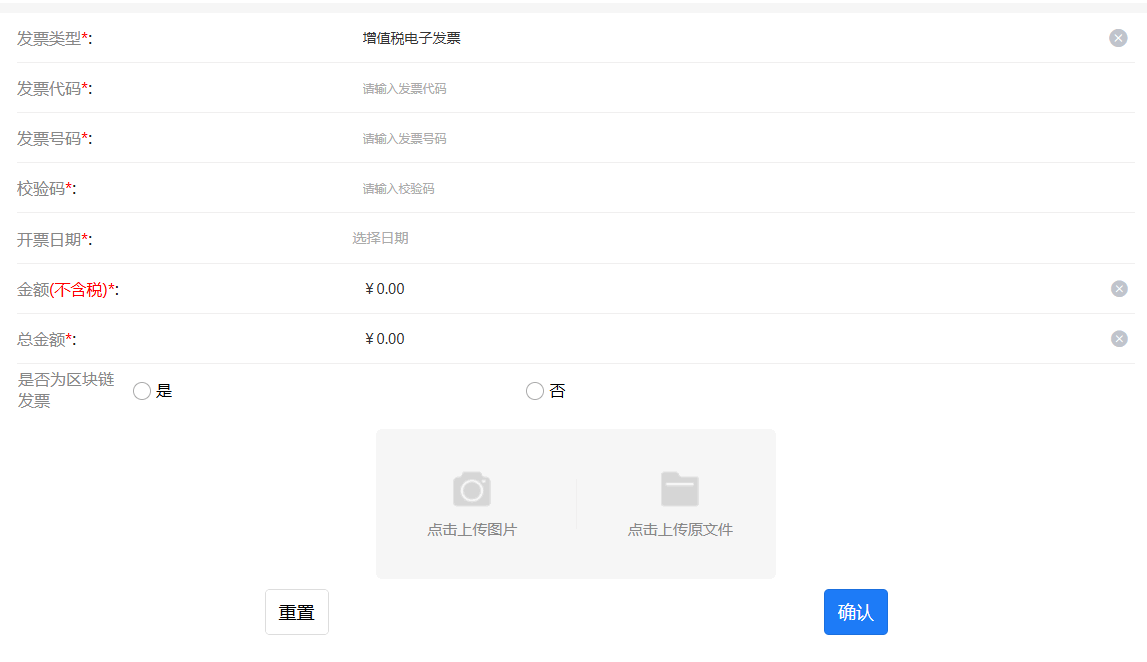 发票类型*: 增值税电子发票
发票代码*: 请输入发票代码
发票号码*: 请输入发票号码
校验码*: 请输入校验码
开票日期*: 选择日期
金额(不含税)*: ￥0.00
总金额*: ￥0.00
是否为区块链
发票
是 否
点击上传图片 点击上传原文件
重置 确认